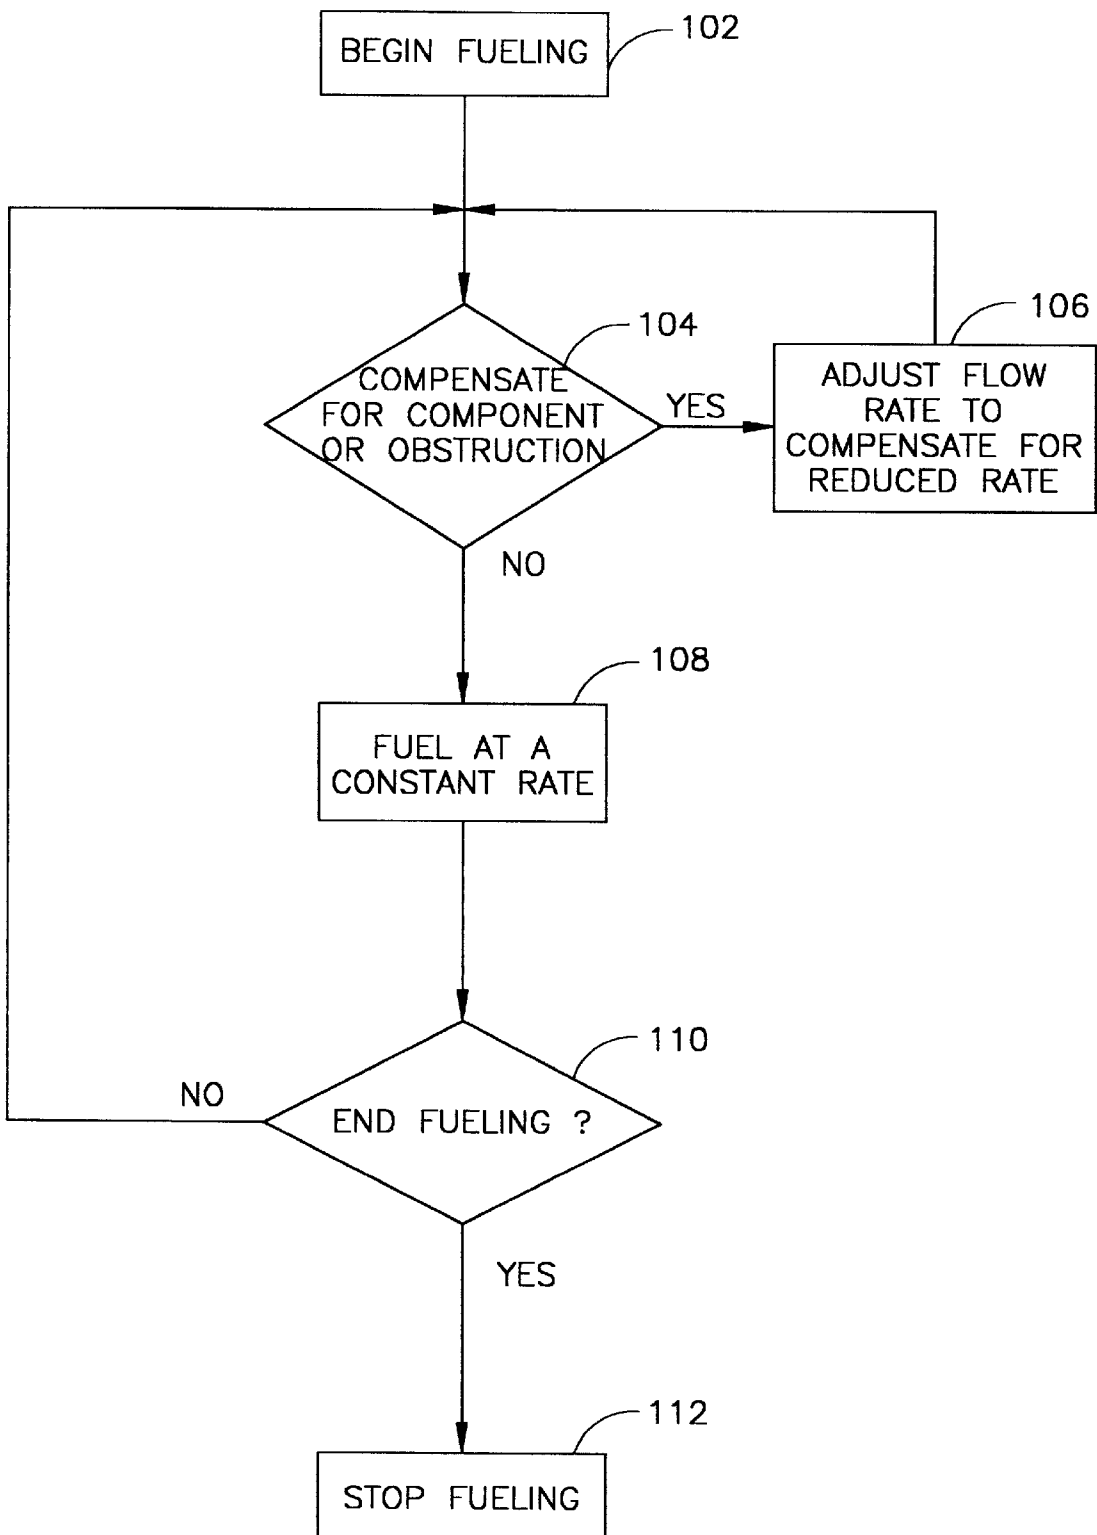 BEGIN FUELING
102
104
COMPENSATE
FOR COMPONENT
OR OBSTRUCTION
YES
106
ADJUST FLOW
RATE TO
COMPENSATE FOR
REDUCED RATE
NO
108
FUEL AT A
CONSTANT RATE
110
NO
END FUELING ?
YES
112
STOP FUELING